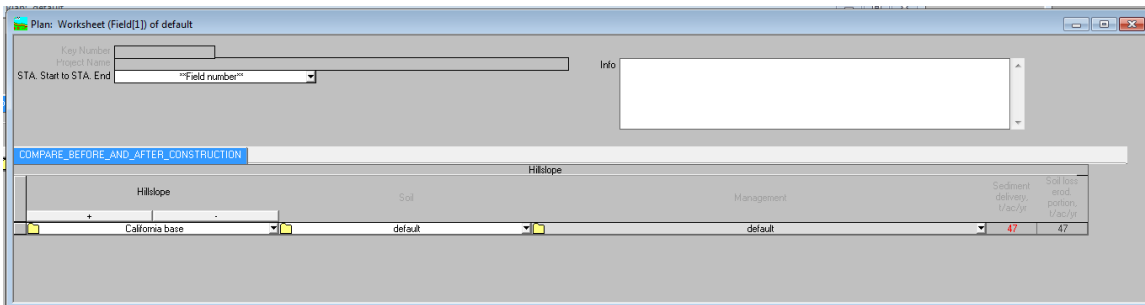 Plan: Worksheet (Field[1]) of default
Key Number
Project Name
STA. Start to STA. End
"Field number"
Info
COMPARE_BEFORE_AND_AFTER_CONSTRUCTION
Hillslope
Hillslope
Soil
Management
Sediment
delivery,
t/ac/yr
Soil loss
erod.
portion,
t/ac/yr
+ -
California base default default 47 47